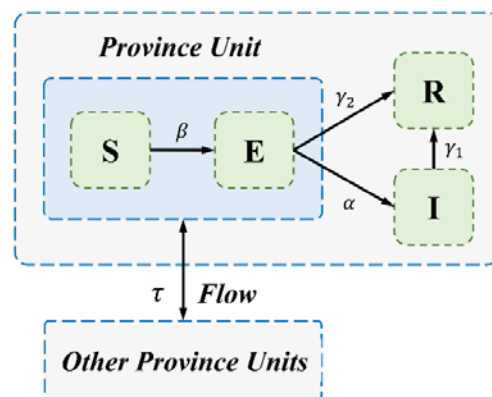 Province Unit
S
β
E
γ₂
R
γ₁
α
I
τ
Flow
Other Province Units